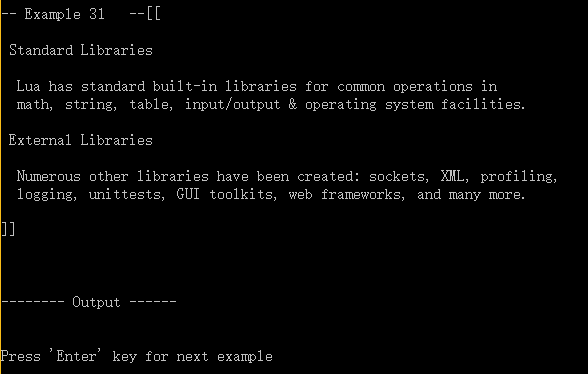 -- Example 31   --[[
Standard Libraries
Lua has standard built-in libraries for common operations in
math, string, table, input/output & operating system facilities.
External Libraries
Numerous other libraries have been created: sockets, XML, profiling,
logging, unittests, GUI toolkits, web frameworks, and many more.
]]
-------- Output ------
Press 'Enter' key for next example